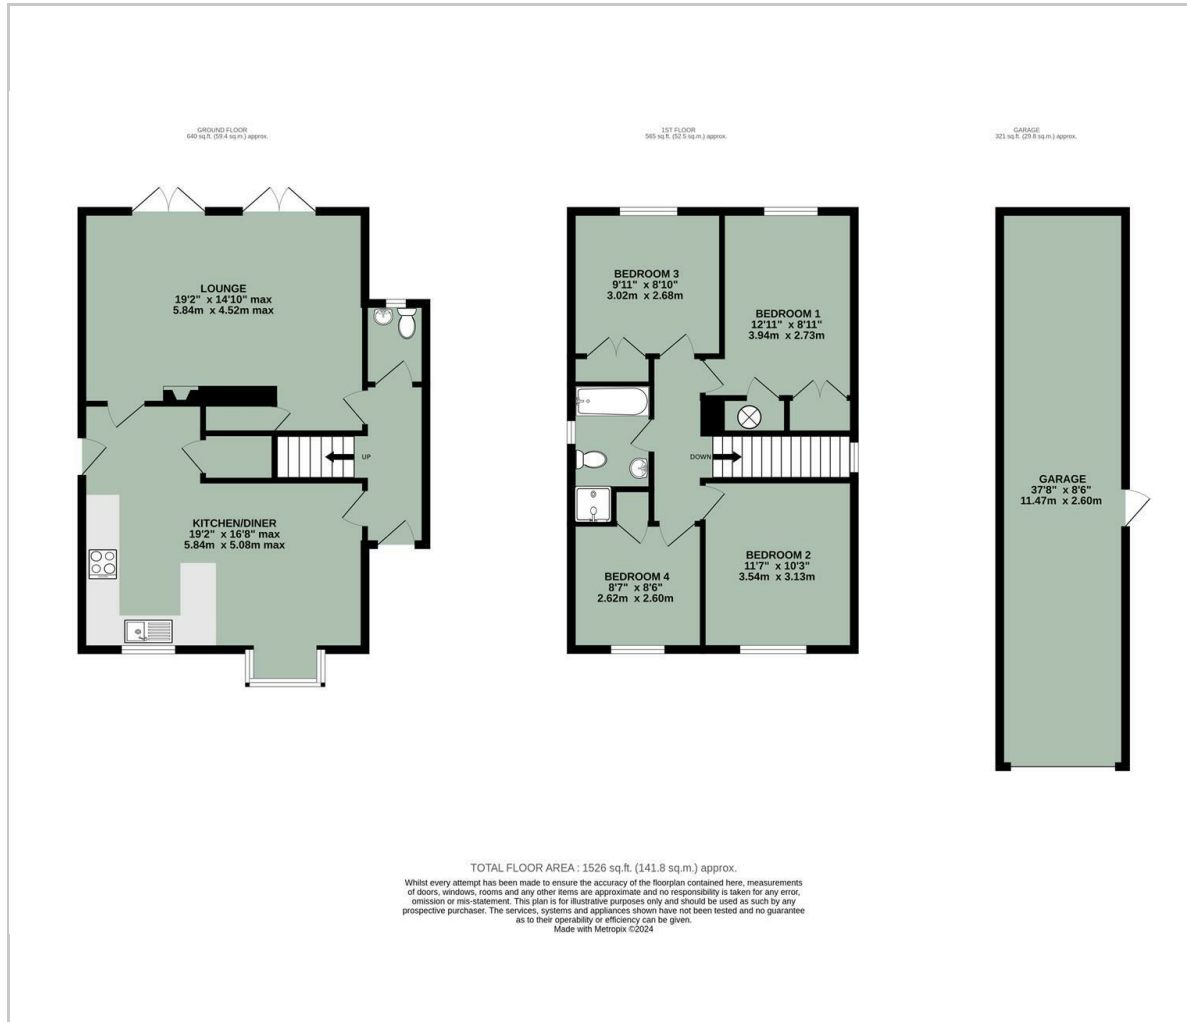 GROUND FLOOR
640 sq.ft. (59.4 sq.m.) approx.
1ST FLOOR
565 sq.ft. (52.5 sq.m.) approx.
GARAGE
321 sq.ft. (29.8 sq.m.) approx.
LOUNGE
19'2" x 14'10" max
5.84m x 4.52m max
UP
KITCHEN/DINER
19'2" x 16'8" max
5.84m x 5.08m max
BEDROOM 3
9'11" x 8'10"
3.02m x 2.68m
BEDROOM 1
12'11" x 8'11"
3.94m x 2.73m
DOWN
BEDROOM 2
11'7" x 10'3"
3.54m x 3.13m
BEDROOM 4
8'7" x 8'6"
2.62m x 2.60m
GARAGE
37'8" x 8'6"
11.47m x 2.60m
TOTAL FLOOR AREA : 1526 sq.ft. (141.8 sq.m.) approx.
Whilst every attempt has been made to ensure the accuracy of the floorplan contained here, measurements
of doors, windows, rooms and any other items are approximate and no responsibility is taken for any error,
omission or mis-statement. This plan is for illustrative purposes only and should be used as such by any
prospective purchaser. The services, systems and appliances shown have not been tested and no guarantee
as to their operability or efficiency can be given.
Made with Metropix ©2024